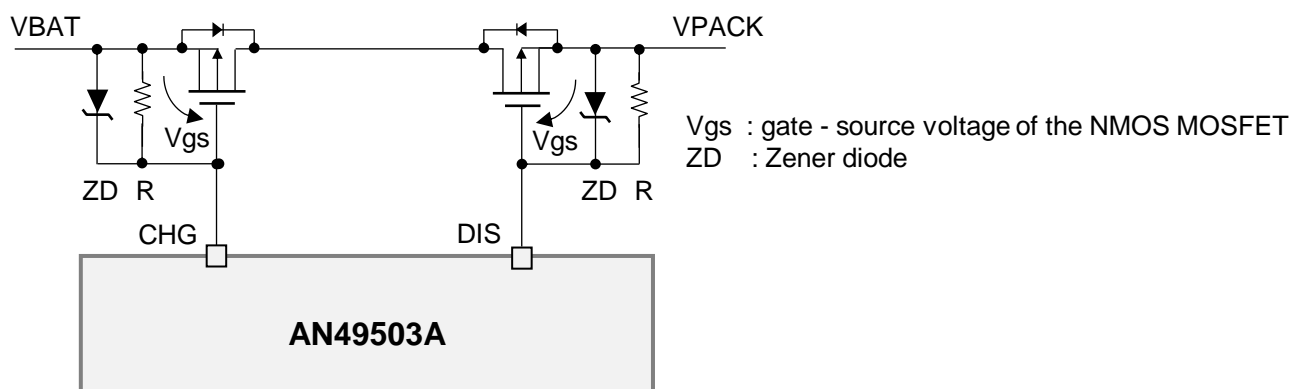 VBAT
VPACK
Vgs
Vgs
Vgs : gate - source voltage of the NMOS MOSFET
ZD : Zener diode
ZD R
ZD R
CHG
DIS
AN49503A